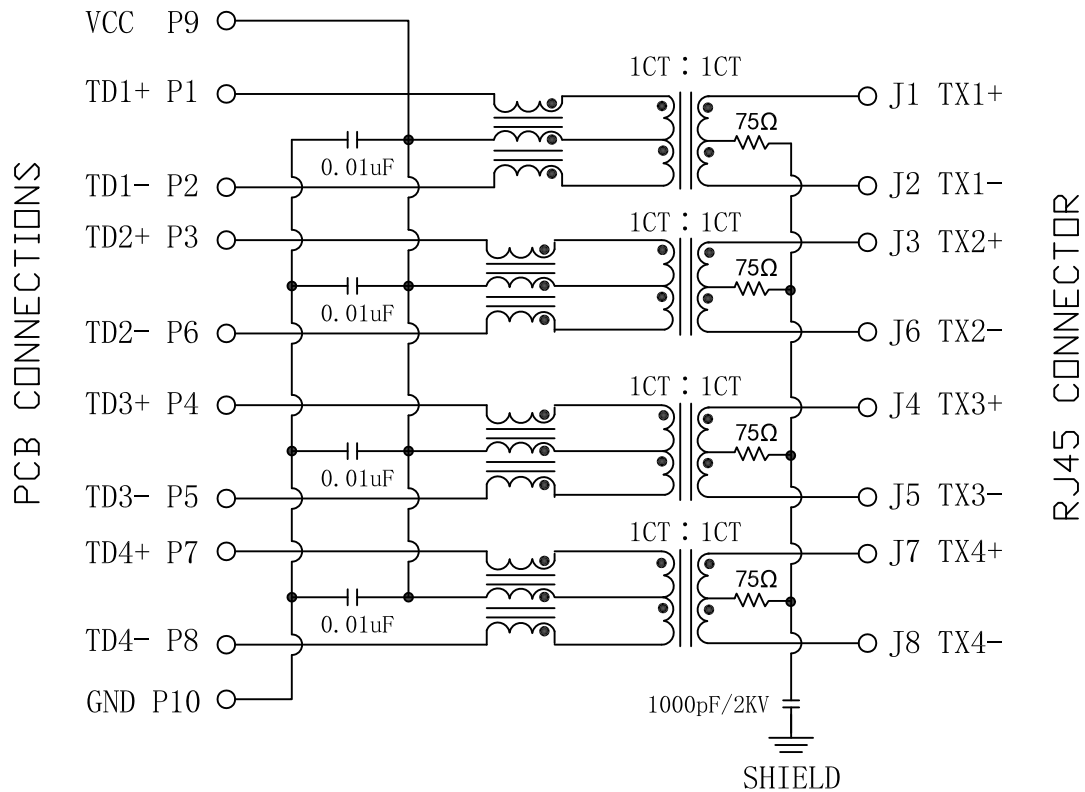 PCB CONNECTIONS
VCC P9
1CT : 1CT
TD1+ P1
J1 TX1+
75Ω
0.01uF
TD1- P2
J2 TX1-
1CT : 1CT
TD2+ P3
J3 TX2+
75Ω
0.01uF
TD2- P6
J6 TX2-
1CT : 1CT
TD3+ P4
J4 TX3+
75Ω
0.01uF
TD3- P5
J5 TX3-
1CT : 1CT
TD4+ P7
J7 TX4+
75Ω
0.01uF
TD4- P8
J8 TX4-
GND P10
1000pF/2KV
SHIELD
RJ45 CONNECTOR